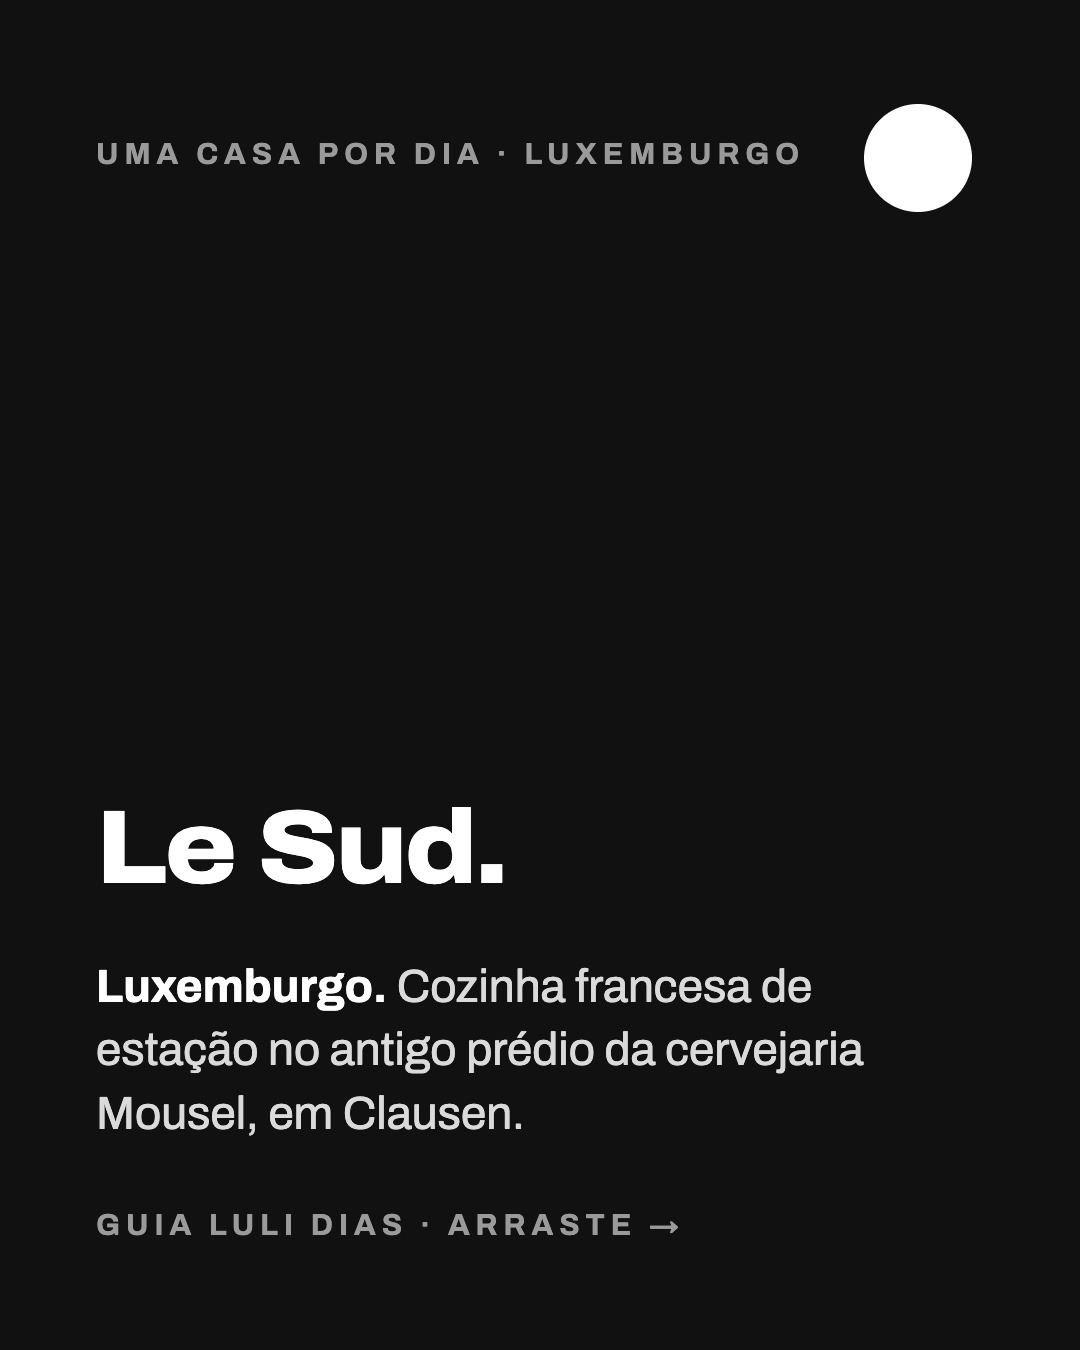 UMA CASA POR DIA · LUXEMBURGO
Le Sud.
Luxemburgo. Cozinha francesa de
estação no antigo prédio da cervejaria
Mousel, em Clausen.
GUIA LULI DIAS · ARRASTE →